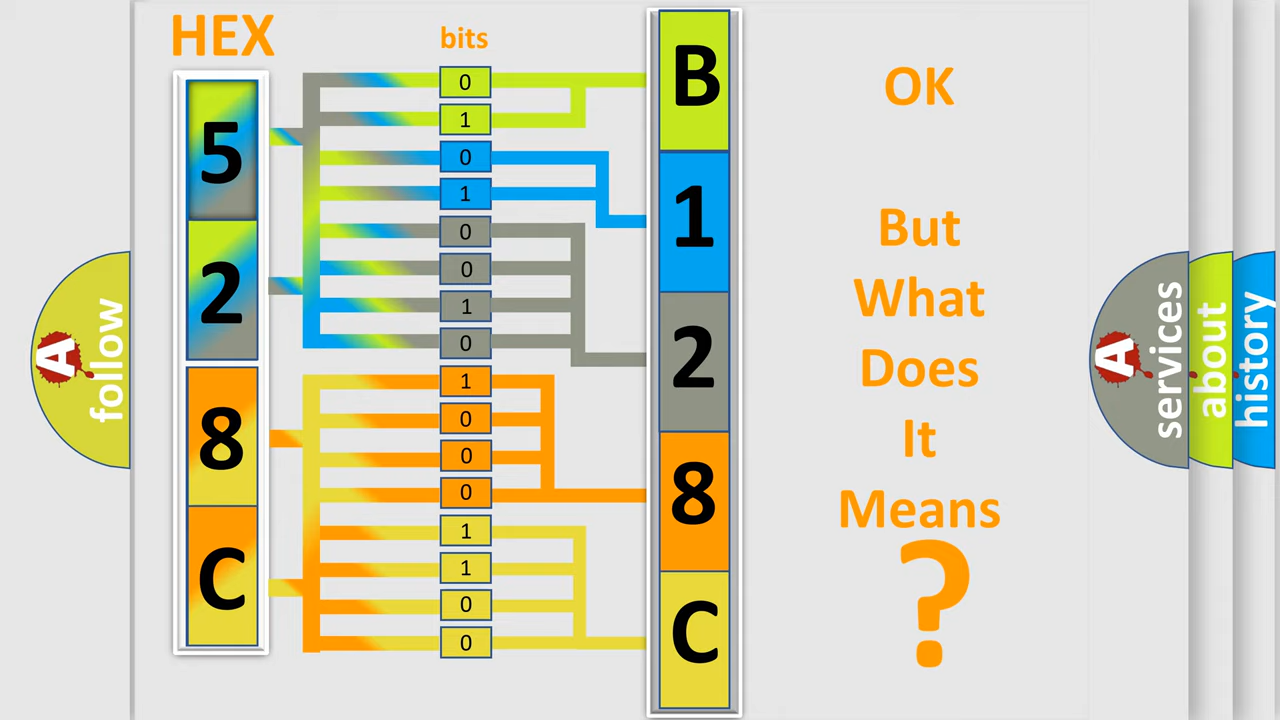 HEX
bits
5
2
8
C
0
1
0
1
0
0
1
0
1
0
0
0
1
1
0
0
B
1
2
8
C
OK
But
What
Does
It
Means
?
A
follow
A
services
about
history